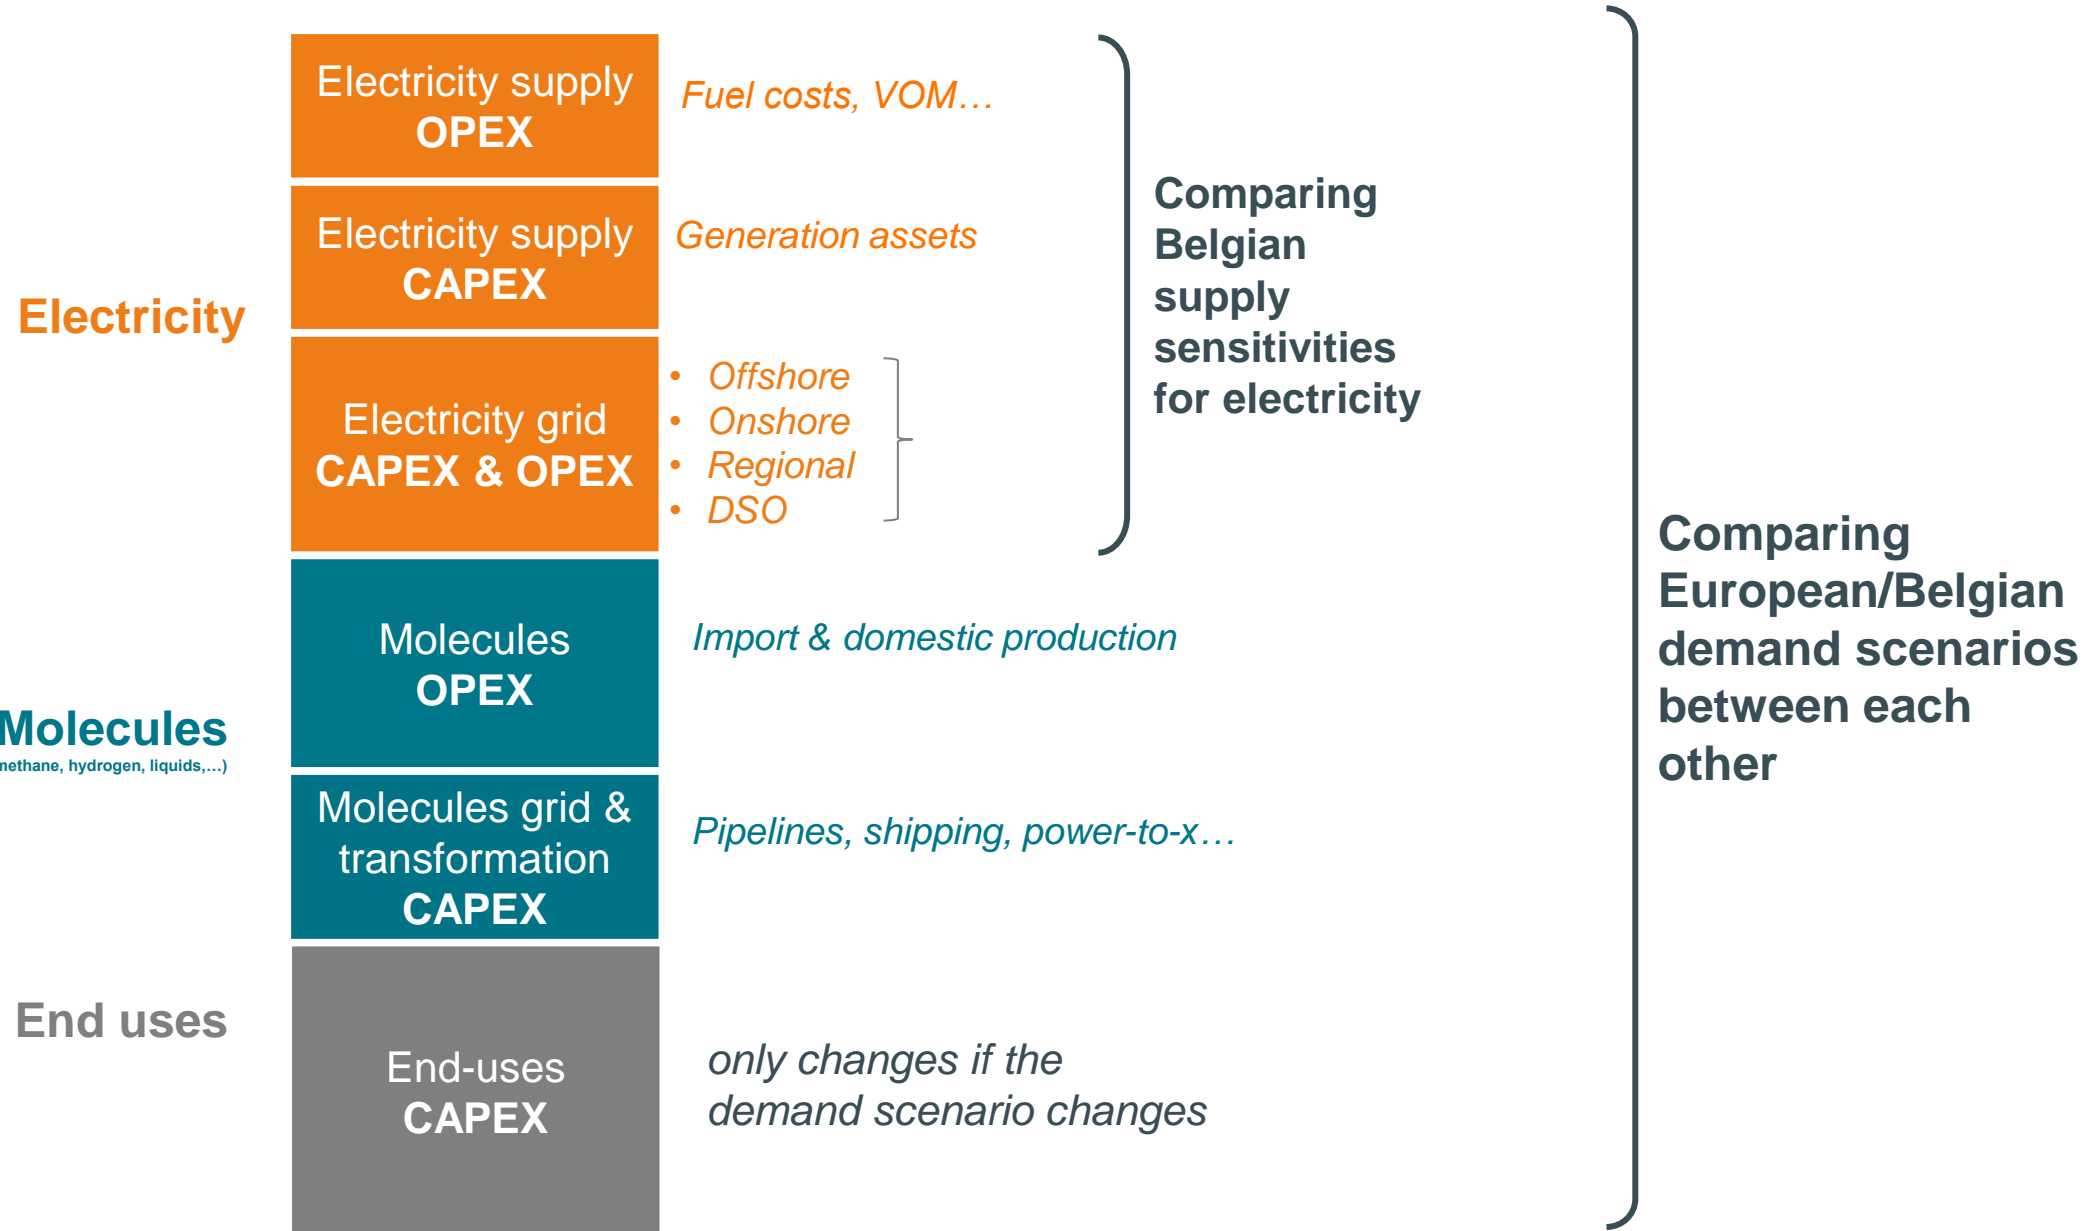 Electricity supply
OPEX
Fuel costs, VOM…
Electricity supply
CAPEX
Generation assets
Electricity
Electricity grid
CAPEX & OPEX
• Offshore
• Onshore
• Regional
• DSO
Comparing
Belgian
supply
sensitivities
for electricity
Molecules
OPEX
Import & domestic production
Molecules
methane, hydrogen, liquids,…)
Molecules grid &
transformation
CAPEX
Pipelines, shipping, power-to-x…
End uses
End-uses
CAPEX
only changes if the
demand scenario changes
Comparing
European/Belgian
demand scenarios
between each
other